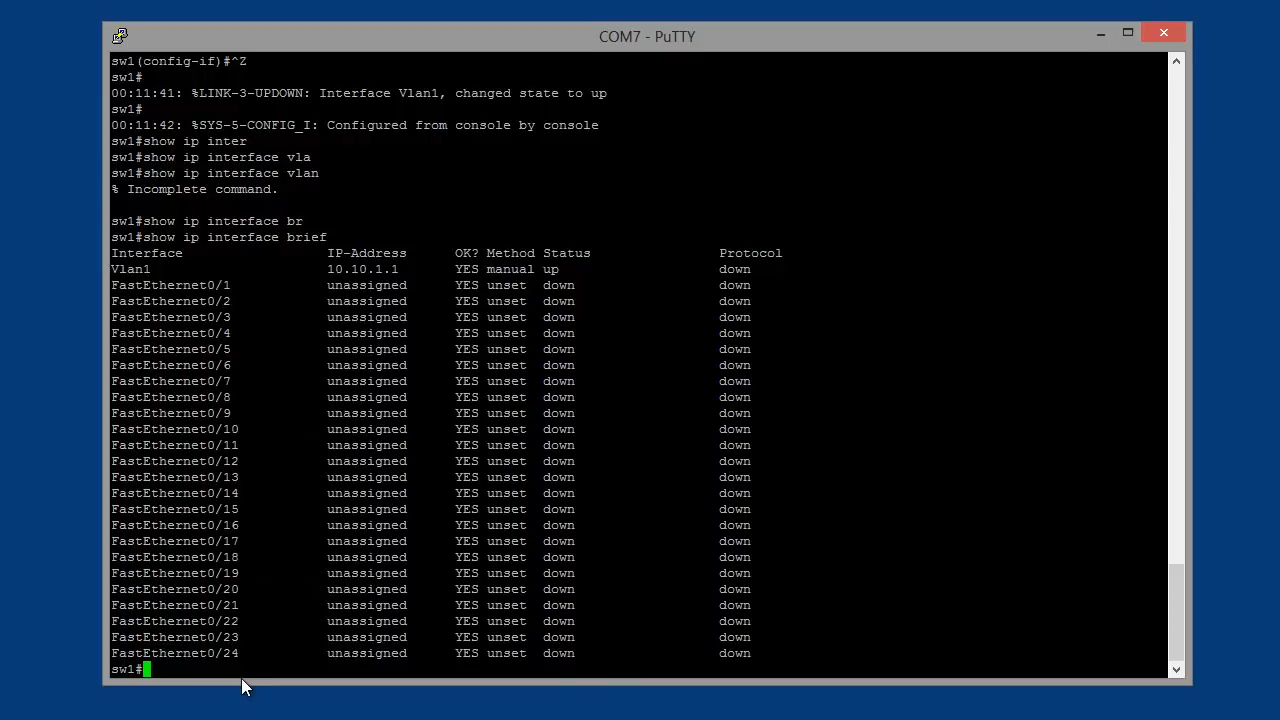 COM7 - PuTTY
sw1(config-if)#^Z
sw1#
00:11:41: %LINK-3-UPDOWN: Interface Vlan1, changed state to up
sw1#
00:11:42: %SYS-5-CONFIG_I: Configured from console by console
sw1#show ip inter
sw1#show ip interface vla
sw1#show ip interface vlan
% Incomplete command.
sw1#show ip interface br
sw1#show ip interface brief
Interface IP-Address OK? Method Status Protocol
Vlan1 10.10.1.1 YES manual up down
FastEthernet0/1 unassigned YES unset down down
FastEthernet0/2 unassigned YES unset down down
FastEthernet0/3 unassigned YES unset down down
FastEthernet0/4 unassigned YES unset down down
FastEthernet0/5 unassigned YES unset down down
FastEthernet0/6 unassigned YES unset down down
FastEthernet0/7 unassigned YES unset down down
FastEthernet0/8 unassigned YES unset down down
FastEthernet0/9 unassigned YES unset down down
FastEthernet0/10 unassigned YES unset down down
FastEthernet0/11 unassigned YES unset down down
FastEthernet0/12 unassigned YES unset down down
FastEthernet0/13 unassigned YES unset down down
FastEthernet0/14 unassigned YES unset down down
FastEthernet0/15 unassigned YES unset down down
FastEthernet0/16 unassigned YES unset down down
FastEthernet0/17 unassigned YES unset down down
FastEthernet0/18 unassigned YES unset down down
FastEthernet0/19 unassigned YES unset down down
FastEthernet0/20 unassigned YES unset down down
FastEthernet0/21 unassigned YES unset down down
FastEthernet0/22 unassigned YES unset down down
FastEthernet0/23 unassigned YES unset down down
FastEthernet0/24 unassigned YES unset down down
sw1#